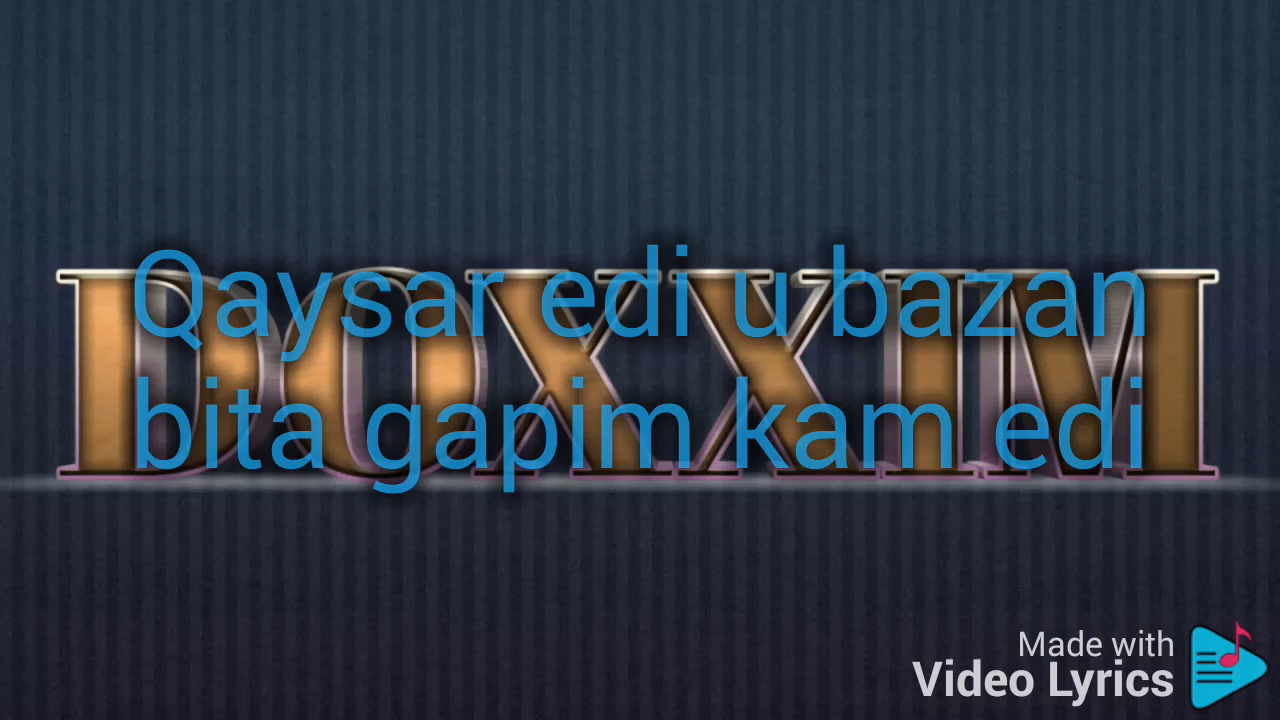 DOXXIM
Qaysar edi u bazan
bita gapim kam edi
Made with
Video Lyrics